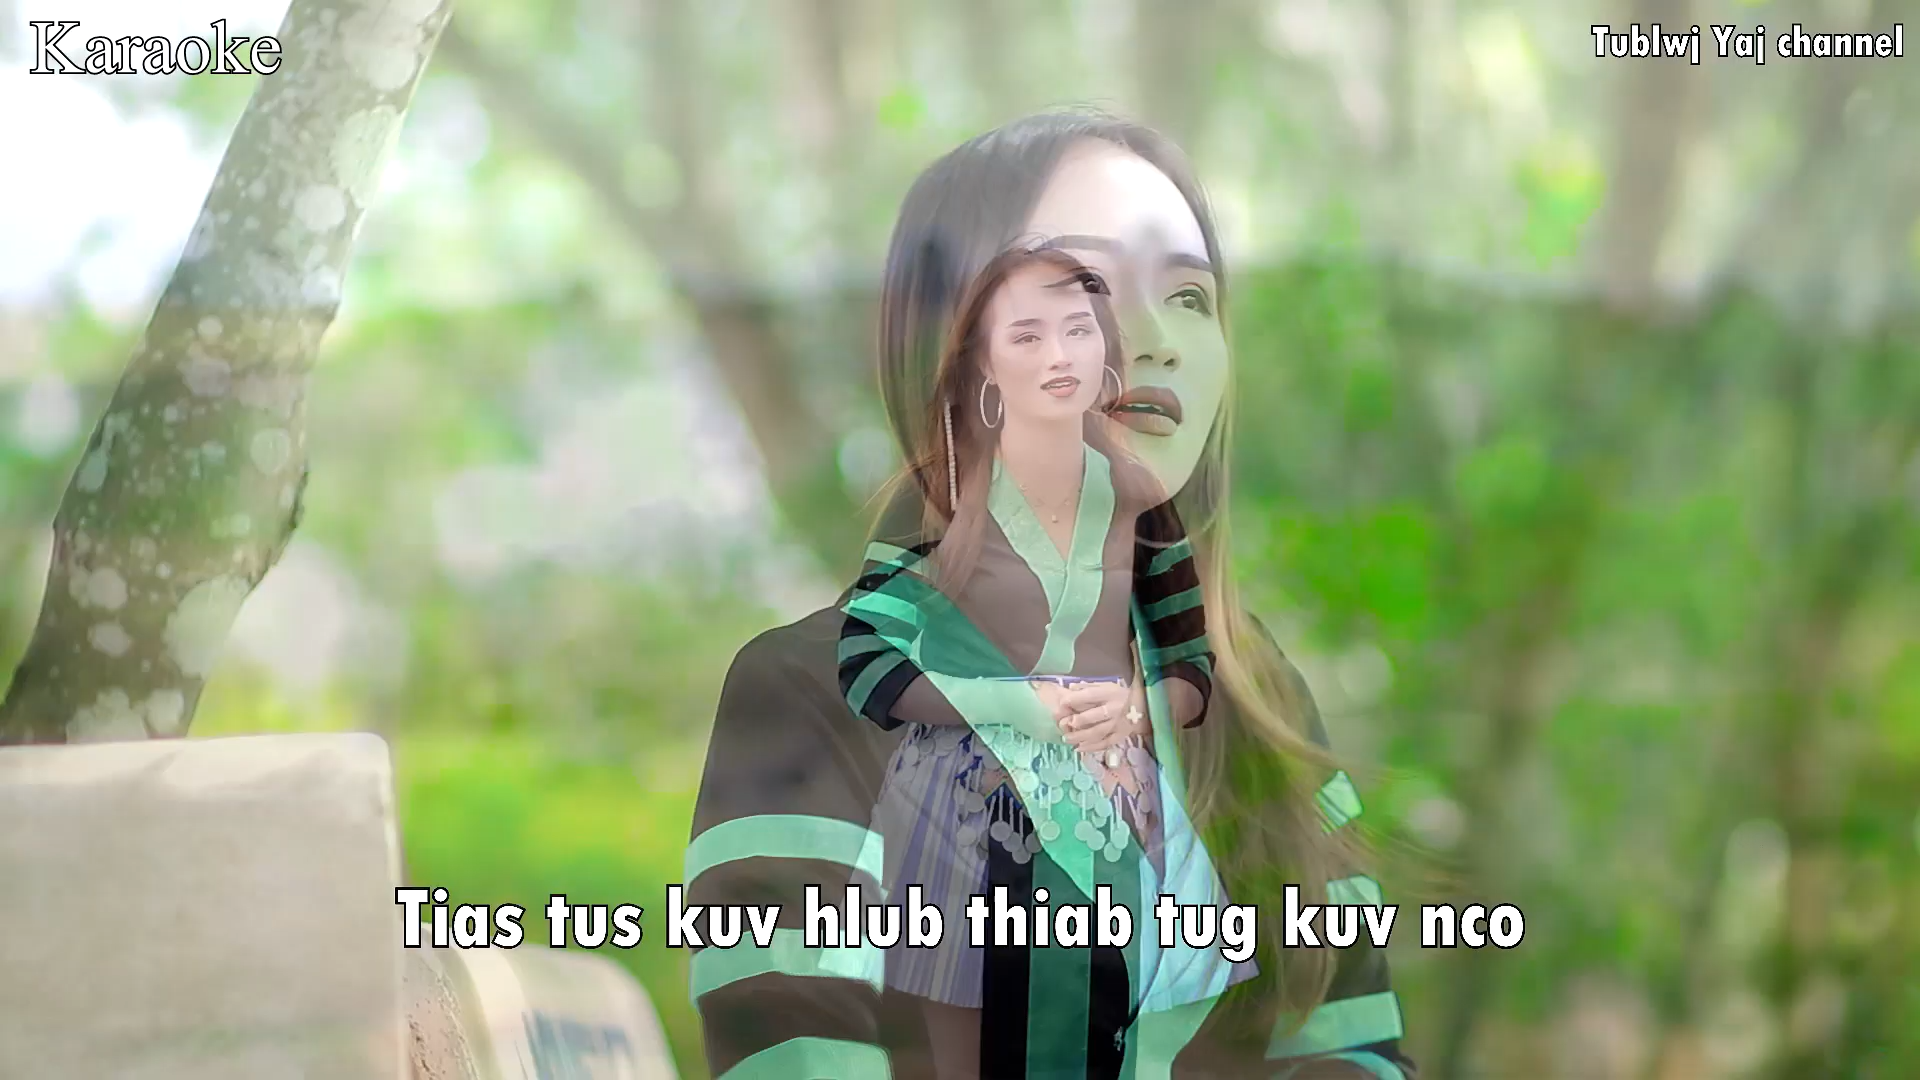 Karaoke
Tublwj Yaj channel
Tias tus kuv hlub thiab tug kuv nco